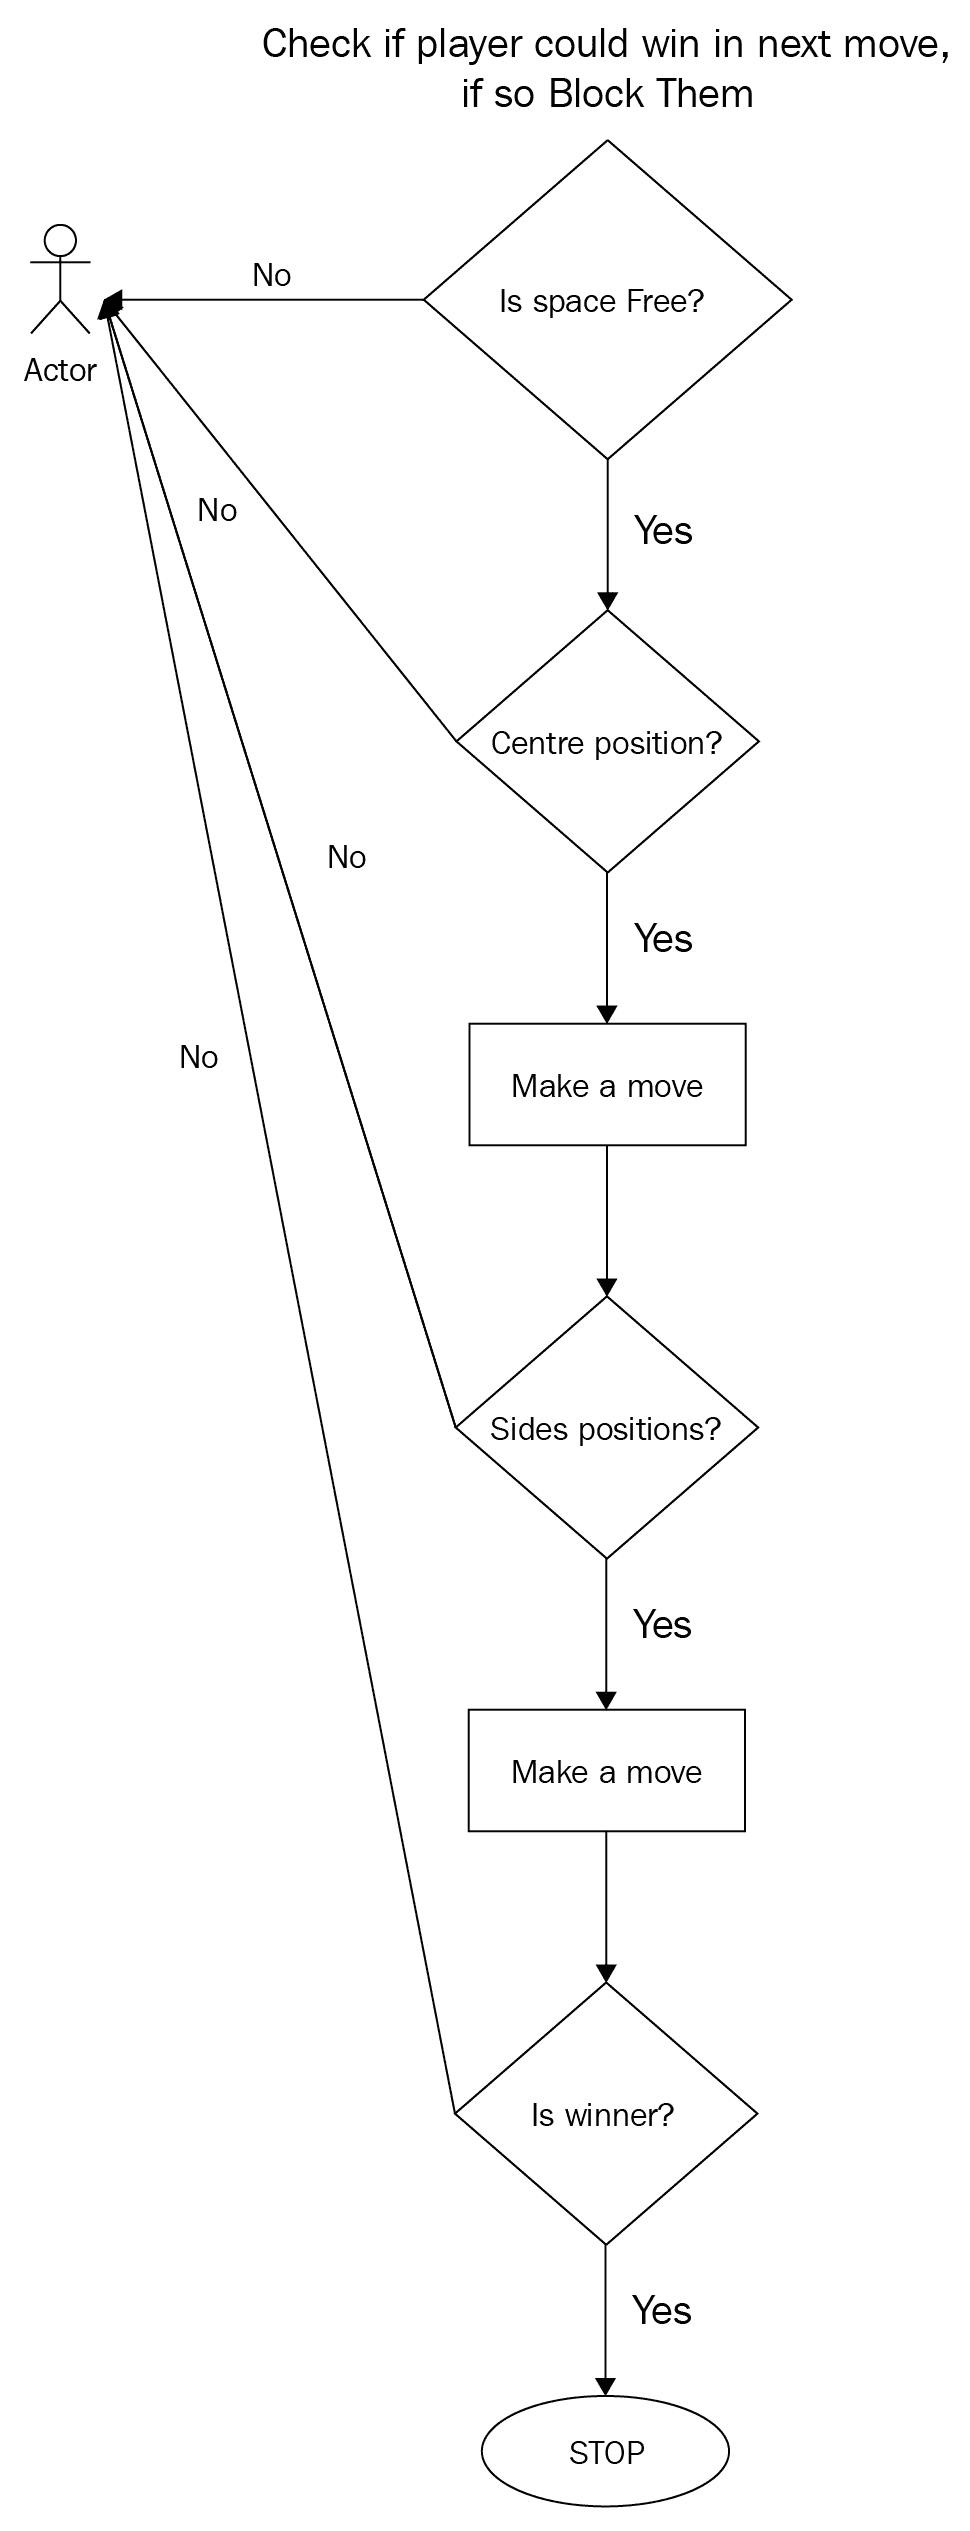 Check if player could win in next move,
if so Block Them
No
Is space Free?
Actor
No
Yes
Centre position?
No
Yes
No
Make a move
Sides positions?
Yes
Make a move
Is winner?
Yes
STOP